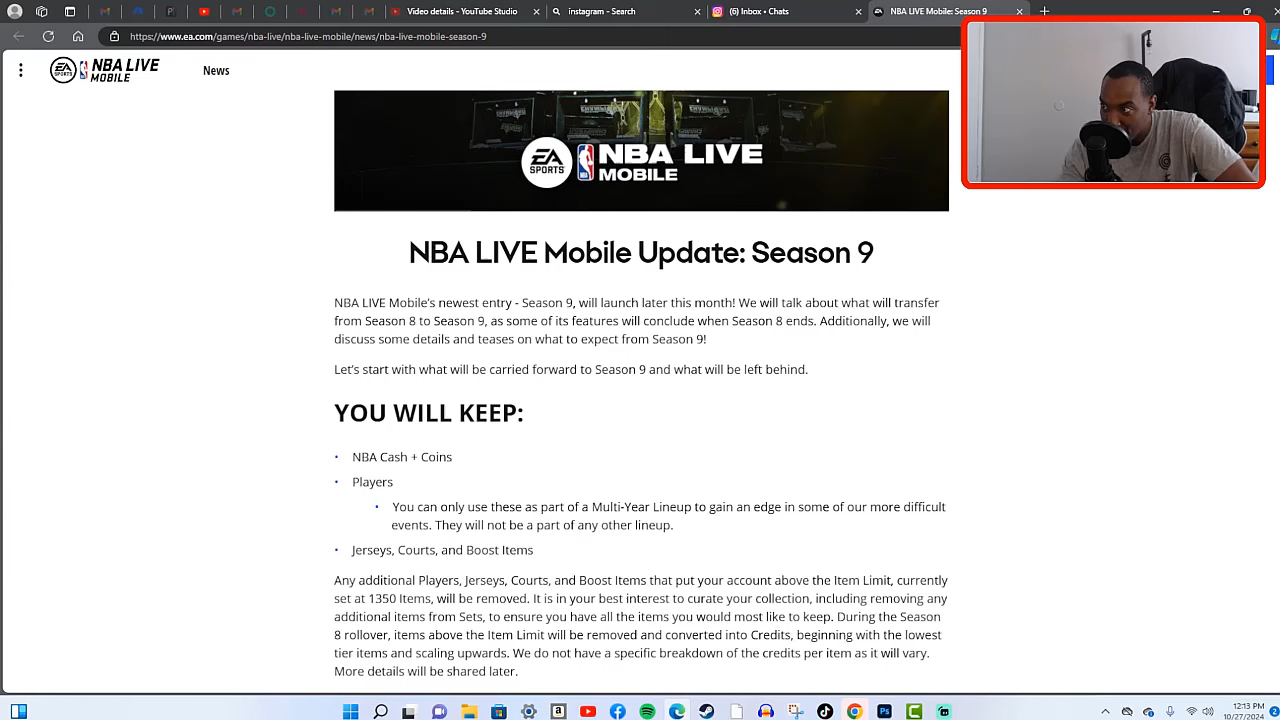 Video details - YouTube Studio
instagram - Search
(6) Inbox • Chats
NBA LIVE Mobile: Season 9
https://www.ea.com/games/nba-live/nba-live-mobile/news/nba-live-mobile-season-9
EA SPORTS NBA LIVE MOBILE
News
EA SPORTS NBA LIVE MOBILE
NBA LIVE Mobile Update: Season 9
NBA LIVE Mobile's newest entry - Season 9, will launch later this month! We will talk about what will transfer
from Season 8 to Season 9, as some of its features will conclude when Season 8 ends. Additionally, we will
discuss some details and teases on what to expect from Season 9!
Let's start with what will be carried forward to Season 9 and what will be left behind.
YOU WILL KEEP:
• NBA Cash + Coins
• Players
• You can only use these as part of a Multi-Year Lineup to gain an edge in some of our more difficult
events. They will not be a part of any other lineup.
• Jerseys, Courts, and Boost Items
Any additional Players, Jerseys, Courts, and Boost Items that put your account above the Item Limit, currently
set at 1350 Items, will be removed. It is in your best interest to curate your collection, including removing any
additional items from Sets, to ensure you have all the items you would most like to keep. During the Season
8 rollover, items above the Item Limit will be removed and converted into Credits, beginning with the lowest
tier items and scaling upwards. We do not have a specific breakdown of the credits per item as it will vary.
More details will be shared later.
12:13 PM
10/27/2024